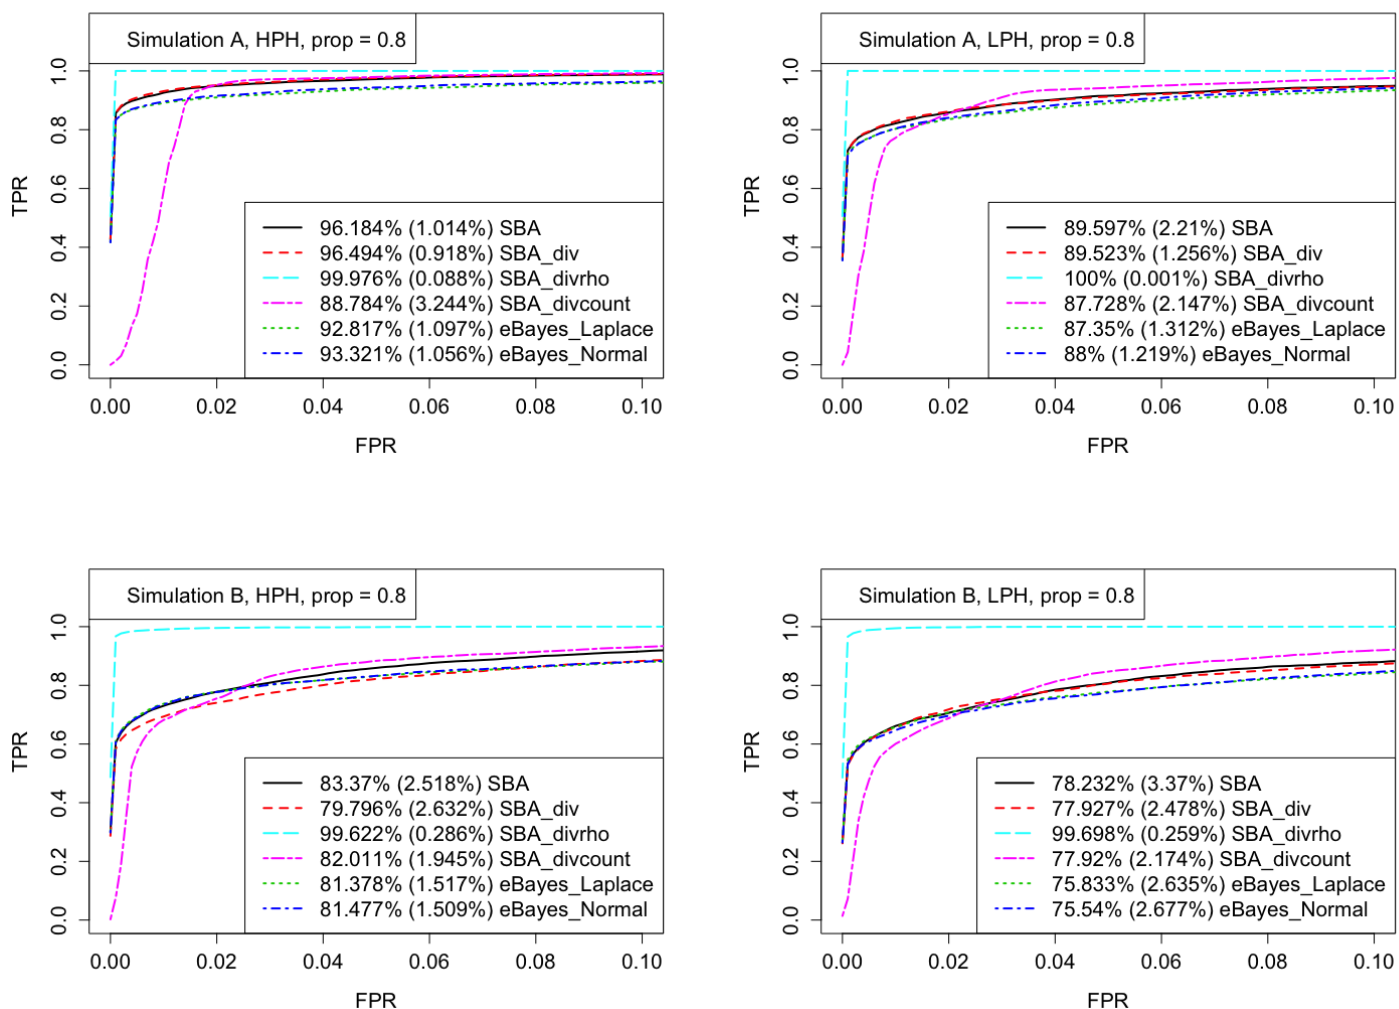 Simulation A, HPH, prop = 0.8
TPR
1.0
0.8
0.6
0.4
0.2
0.0
96.184% (1.014%) SBA
96.494% (0.918%) SBA_div
99.976% (0.088%) SBA_divrho
88.784% (3.244%) SBA_divcount
92.817% (1.097%) eBayes_Laplace
93.321% (1.056%) eBayes_Normal
0.00 0.02 0.04 0.06 0.08 0.10
FPR
Simulation A, LPH, prop = 0.8
TPR
1.0
0.8
0.6
0.4
0.2
0.0
89.597% (2.21%) SBA
89.523% (1.256%) SBA_div
100% (0.001%) SBA_divrho
87.728% (2.147%) SBA_divcount
87.35% (1.312%) eBayes_Laplace
88% (1.219%) eBayes_Normal
0.00 0.02 0.04 0.06 0.08 0.10
FPR
Simulation B, HPH, prop = 0.8
TPR
1.0
0.8
0.6
0.4
0.2
0.0
83.37% (2.518%) SBA
79.796% (2.632%) SBA_div
99.622% (0.286%) SBA_divrho
82.011% (1.945%) SBA_divcount
81.378% (1.517%) eBayes_Laplace
81.477% (1.509%) eBayes_Normal
0.00 0.02 0.04 0.06 0.08 0.10
FPR
Simulation B, LPH, prop = 0.8
TPR
1.0
0.8
0.6
0.4
0.2
0.0
78.232% (3.37%) SBA
77.927% (2.478%) SBA_div
99.698% (0.259%) SBA_divrho
77.92% (2.174%) SBA_divcount
75.833% (2.635%) eBayes_Laplace
75.54% (2.677%) eBayes_Normal
0.00 0.02 0.04 0.06 0.08 0.10
FPR